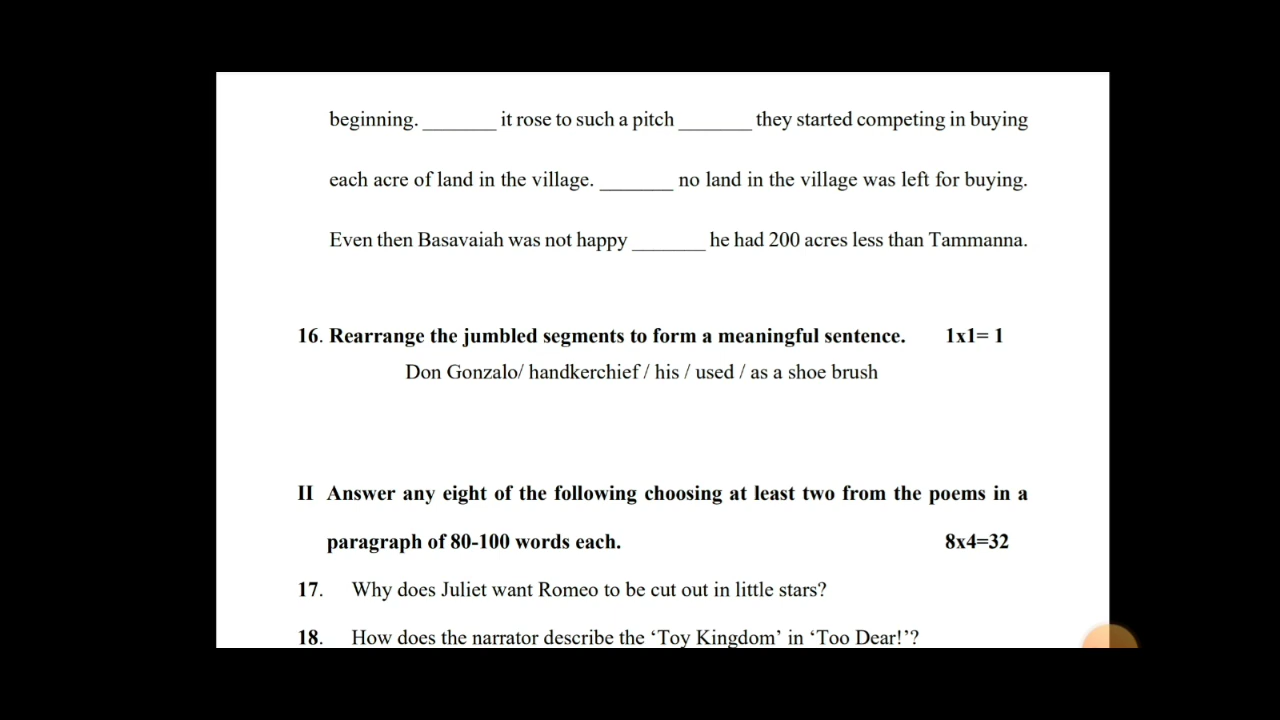 beginning. _______ it rose to such a pitch _______ they started competing in buying
each acre of land in the village. _______ no land in the village was left for buying.
Even then Basavaiah was not happy _______ he had 200 acres less than Tammanna.
16. Rearrange the jumbled segments to form a meaningful sentence. 1x1= 1
Don Gonzalo/ handkerchief / his / used / as a shoe brush
II Answer any eight of the following choosing at least two from the poems in a
paragraph of 80-100 words each. 8x4=32
17. Why does Juliet want Romeo to be cut out in little stars?
18. How does the narrator describe the ‘Toy Kingdom’ in ‘Too Dear!’?